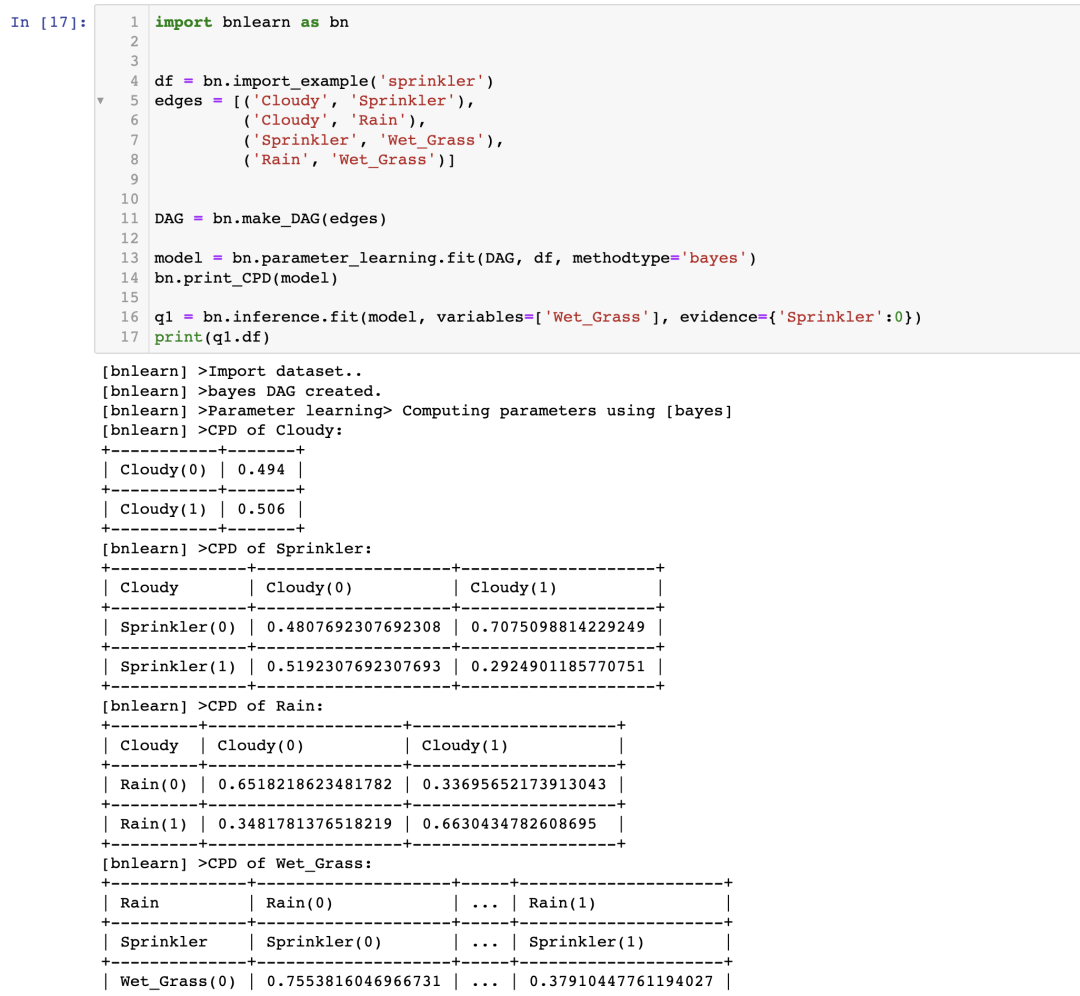 In [17]:
1 import bnlearn as bn
2
3
4 df = bn.import_example('sprinkler')
5 edges = [('Cloudy', 'Sprinkler'),
6          ('Cloudy', 'Rain'),
7          ('Sprinkler', 'Wet_Grass'),
8          ('Rain', 'Wet_Grass')]
9
10
11 DAG = bn.make_DAG(edges)
12
13 model = bn.parameter_learning.fit(DAG, df, methodtype='bayes')
14 bn.print_CPD(model)
15
16 q1 = bn.inference.fit(model, variables=['Wet_Grass'], evidence={'Sprinkler':0})
17 print(q1.df)
[bnlearn] >Import dataset..
[bnlearn] >bayes DAG created.
[bnlearn] >Parameter learning> Computing parameters using [bayes]
[bnlearn] >CPD of Cloudy:
+-----------+-------+
| Cloudy(0) | 0.494 |
+-----------+-------+
| Cloudy(1) | 0.506 |
+-----------+-------+
[bnlearn] >CPD of Sprinkler:
+--------------+--------------------+--------------------+
| Cloudy       | Cloudy(0)          | Cloudy(1)          |
+--------------+--------------------+--------------------+
| Sprinkler(0) | 0.4807692307692308 | 0.7075098814229249 |
+--------------+--------------------+--------------------+
| Sprinkler(1) | 0.5192307692307693 | 0.2924901185770751 |
+--------------+--------------------+--------------------+
[bnlearn] >CPD of Rain:
+---------+--------------------+---------------------+
| Cloudy  | Cloudy(0)          | Cloudy(1)           |
+---------+--------------------+---------------------+
| Rain(0) | 0.6518218623481782 | 0.33695652173913043 |
+---------+--------------------+---------------------+
| Rain(1) | 0.3481781376518219 | 0.6630434782608695  |
+---------+--------------------+---------------------+
[bnlearn] >CPD of Wet_Grass:
+--------------+--------------------+-----+---------------------+
| Rain         | Rain(0)            | ... | Rain(1)             |
+--------------+--------------------+-----+---------------------+
| Sprinkler    | Sprinkler(0)       | ... | Sprinkler(1)        |
+--------------+--------------------+-----+---------------------+
| Wet_Grass(0) | 0.7553816046966731 | ... | 0.37910447761194027 |